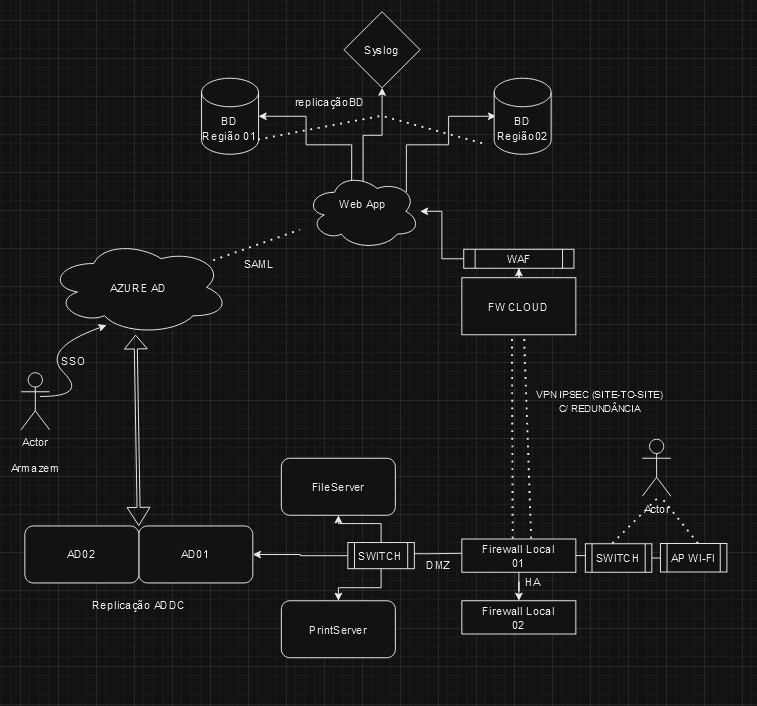 Syslog
replicaçãoBD
BD
Região 01
BD
Região02
Web App
SAML
WAF
AZURE AD
FW CLOUD
SSO
VPN IPSEC (SITE-TO-SITE)
C/ REDUNDÂNCIA
Actor
Armazem
FileServer
Actor
AD02
AD01
SWITCH
DMZ
Firewall Local
01
SWITCH
AP WI-FI
HA
Replicação ADDC
PrintServer
Firewall Local
02